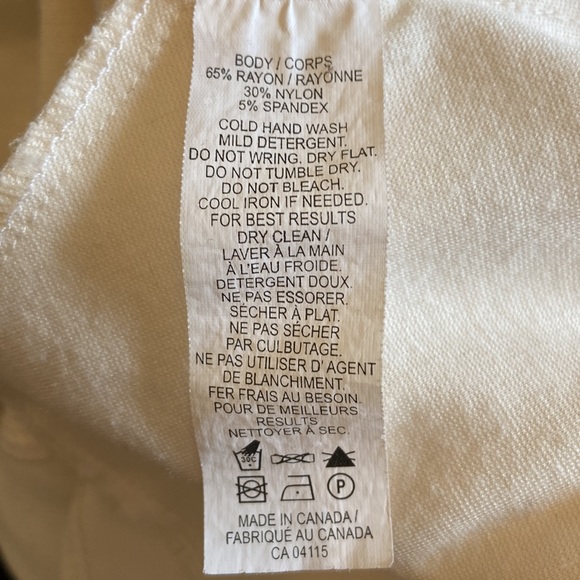 BODY / CORPS
65% RAYON / RAYONNE
30% NYLON
5% SPANDEX
COLD HAND WASH
MILD DETERGENT.
DO NOT WRING. DRY FLAT.
DO NOT TUMBLE DRY.
DO NOT BLEACH.
COOL IRON IF NEEDED.
FOR BEST RESULTS
DRY CLEAN /
LAVER À LA MAIN
À L'EAU FROIDE.
DETERGENT DOUX.
NE PAS ESSORER.
SÉCHER À PLAT.
NE PAS SÉCHER
PAR CULBUTAGE.
NE PAS UTILISER D'AGENT
DE BLANCHIMENT.
FER FRAIS AU BESOIN.
POUR DE MEILLEURS
RESULTS
NETTOYER À SEC.
30C
P
MADE IN CANADA /
FABRIQUÉ AU CANADA
CA 04115